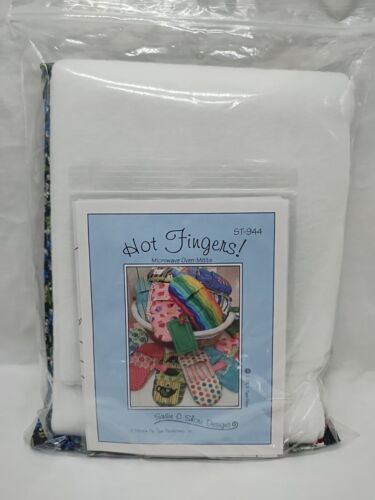 ST-944
Hot Fingers!
Microwave Oven Mitts
Susie C Shore Designs